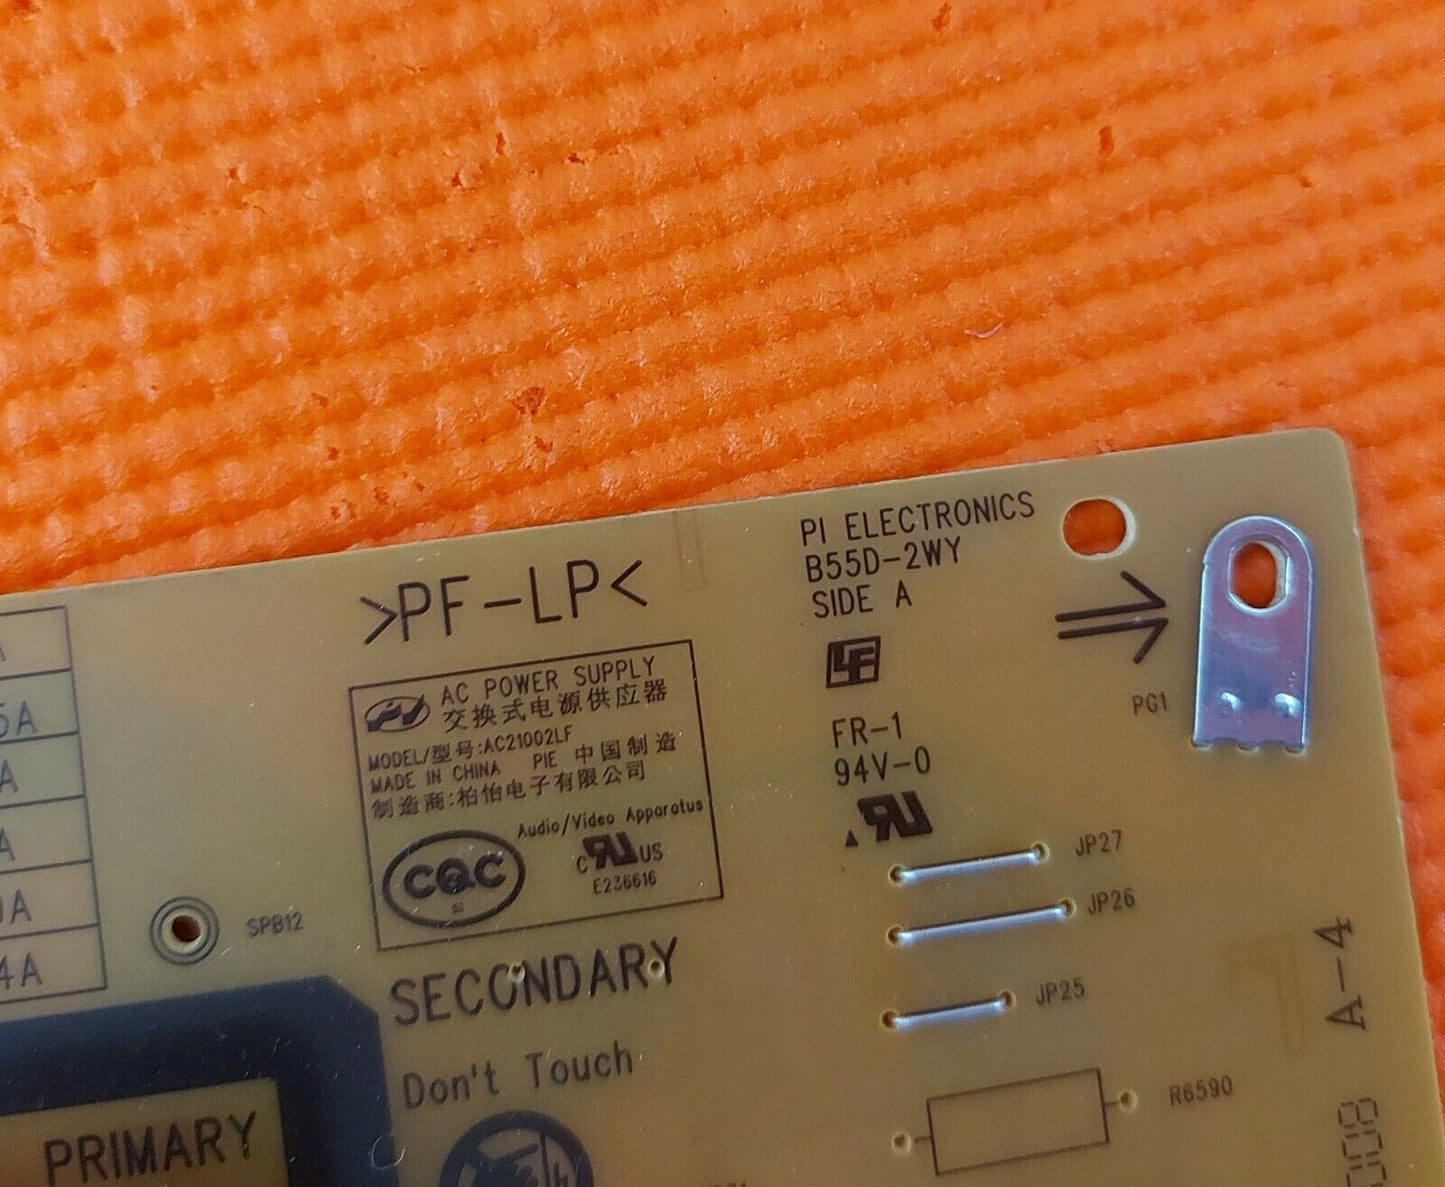 PI ELECTRONICS
B55D-2WY
SIDE A
>PF-LP<
AC POWER SUPPLY
交换式电源供应器
MODEL/型号:AC21002LF
MADE IN CHINA PIE 中国制造
制造商:柏怡电子有限公司
Audio/Video Apparatus
CQC
C RU US
E236616
FR-1
94V-0
RU
PG1
JP27
JP26
JP25
R6590
A-4
5A
A
A
0A
4A
SPB12
SECONDARY
Don't Touch
PRIMARY